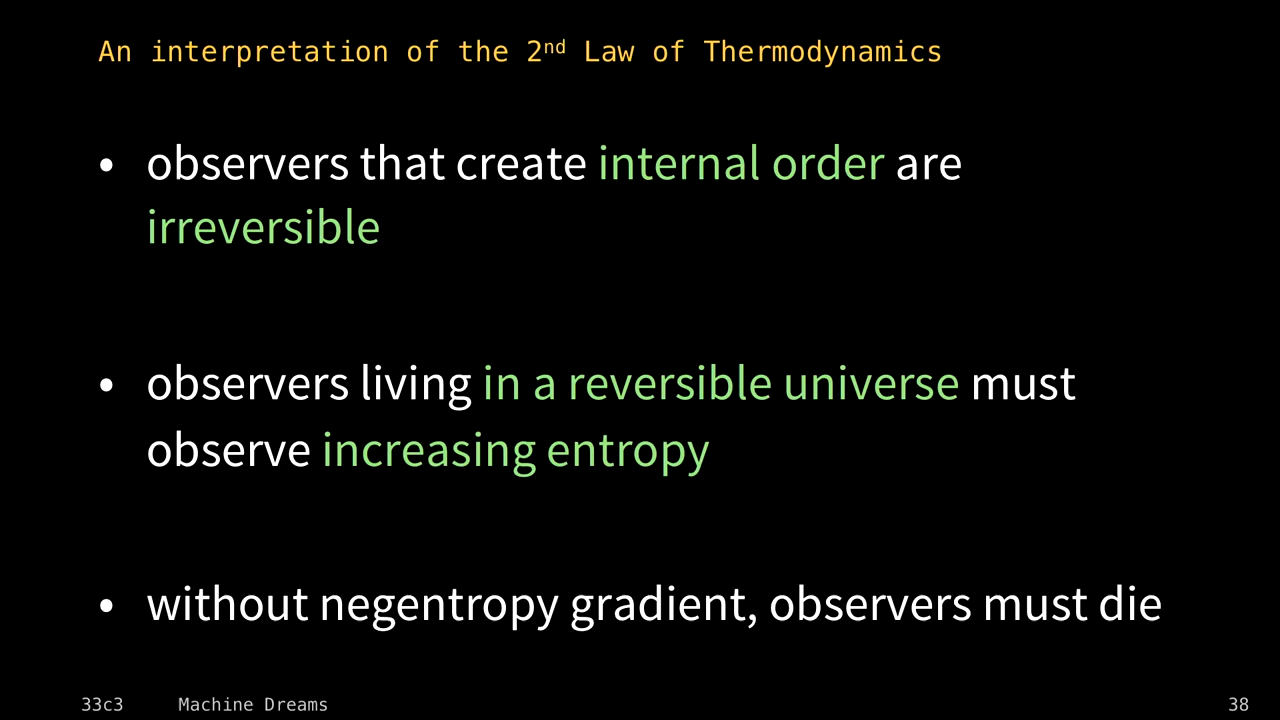 An interpretation of the 2nd Law of Thermodynamics
• observers that create internal order are
irreversible
• observers living in a reversible universe must
observe increasing entropy
• without negentropy gradient, observers must die
33c3 Machine Dreams 38